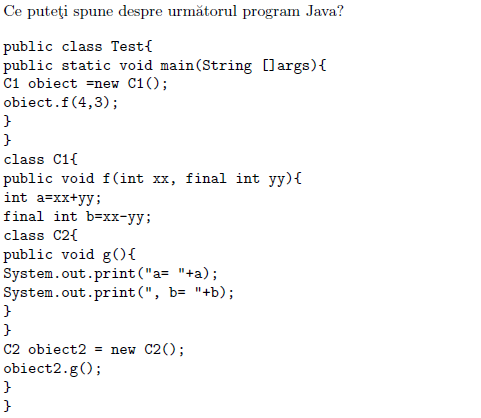 Ce puteţi spune despre următorul program Java?
public class Test{
public static void main(String []args){
C1 obiect =new C1();
obiect.f(4,3);
}
}
class C1{
public void f(int xx, final int yy){
int a=xx+yy;
final int b=xx-yy;
class C2{
public void g(){
System.out.print("a= "+a);
System.out.print(", b= "+b);
}
}
C2 obiect2 = new C2();
obiect2.g();
}
}